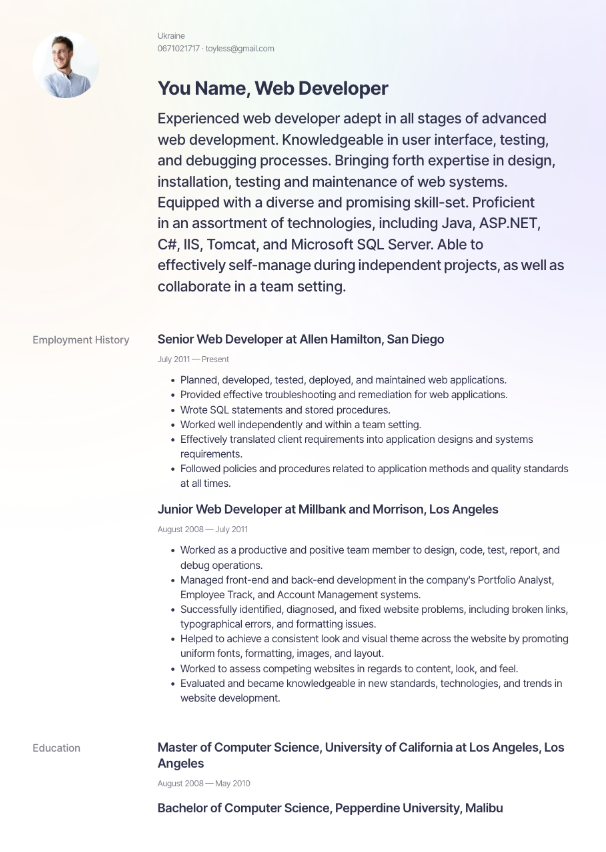 Ukraine
0671021717 · toyless@gmail.com
You Name, Web Developer
Experienced web developer adept in all stages of advanced
web development. Knowledgeable in user interface, testing,
and debugging processes. Bringing forth expertise in design,
installation, testing and maintenance of web systems.
Equipped with a diverse and promising skill-set. Proficient
in an assortment of technologies, including Java, ASP.NET,
C#, IIS, Tomcat, and Microsoft SQL Server. Able to
effectively self-manage during independent projects, as well as
collaborate in a team setting.
Employment History
Senior Web Developer at Allen Hamilton, San Diego
July 2011 — Present
• Planned, developed, tested, deployed, and maintained web applications.
• Provided effective troubleshooting and remediation for web applications.
• Wrote SQL statements and stored procedures.
• Worked well independently and within a team setting.
• Effectively translated client requirements into application designs and systems
requirements.
• Followed policies and procedures related to application methods and quality standards
at all times.
Junior Web Developer at Millbank and Morrison, Los Angeles
August 2008 — July 2011
• Worked as a productive and positive team member to design, code, test, report, and
debug operations.
• Managed front-end and back-end development in the company's Portfolio Analyst,
Employee Track, and Account Management systems.
• Successfully identified, diagnosed, and fixed website problems, including broken links,
typographical errors, and formatting issues.
• Helped to achieve a consistent look and visual theme across the website by promoting
uniform fonts, formatting, images, and layout.
• Worked to assess competing websites in regards to content, look, and feel.
• Evaluated and became knowledgeable in new standards, technologies, and trends in
website development.
Education
Master of Computer Science, University of California at Los Angeles, Los
Angeles
August 2008 — May 2010
Bachelor of Computer Science, Pepperdine University, Malibu